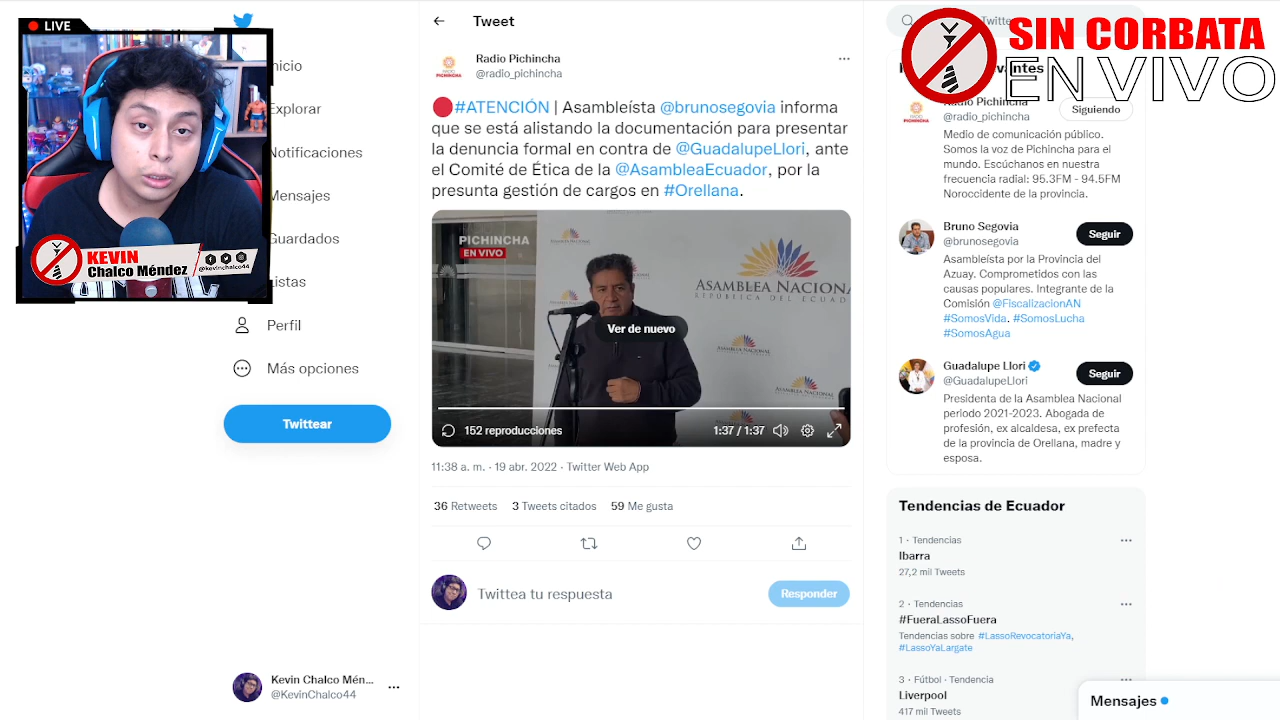 LIVE
KEVIN
Chalco Méndez
@kevinchalco44
Inicio
Explorar
Notificaciones
Mensajes
Guardados
Listas
Perfil
Más opciones
Twittear
Kevin Chalco Mén...
@KevinChalco44
Tweet
Radio Pichincha
@radio_pichincha
#ATENCIÓN | Asambleísta @brunosegovia informa
que se está alistando la documentación para presentar
la denuncia formal en contra de @GuadalupeLlori, ante
el Comité de Ética de la @AsambleaEcuador, por la
presunta gestión de cargos en #Orellana.
PICHINCHA
EN VIVO
ASAMBLEA NACIONAL
REPÚBLICA DEL ECUAD
Ver de nuevo
152 reproducciones
1:37 / 1:37
11:38 a. m. · 19 abr. 2022 · Twitter Web App
36 Retweets 3 Tweets citados 59 Me gusta
Twittea tu respuesta
Responder
SIN CORBATA
EN VIVO
Radio Pichincha
@radio_pichincha
Siguiendo
Medio de comunicación público.
Somos la voz de Pichincha para el
mundo. Escúchanos en nuestra
frecuencia radial: 95.3FM - 94.5FM
Noroccidente de la provincia.
Bruno Segovia
@brunosegovia
Seguir
Asambleísta por la Provincia del
Azuay. Comprometidos con las
causas populares. Integrante de la
Comisión @FiscalizacionAN
#SomosVida. #SomosLucha
#SomosAgua
Guadalupe Llori
@GuadalupeLlori
Seguir
Presidenta de la Asamblea Nacional
periodo 2021-2023. Abogada de
profesión, ex alcaldesa, ex prefecta
de la provincia de Orellana, madre y
esposa.
Tendencias de Ecuador
1 · Tendencias
Ibarra
27,2 mil Tweets
2 · Tendencias
#FueraLassoFuera
Tendencias sobre #LassoRevocatoriaYa,
#LassoYaLargate
3 · Fútbol · Tendencia
Liverpool
417 mil Tweets
Mensajes